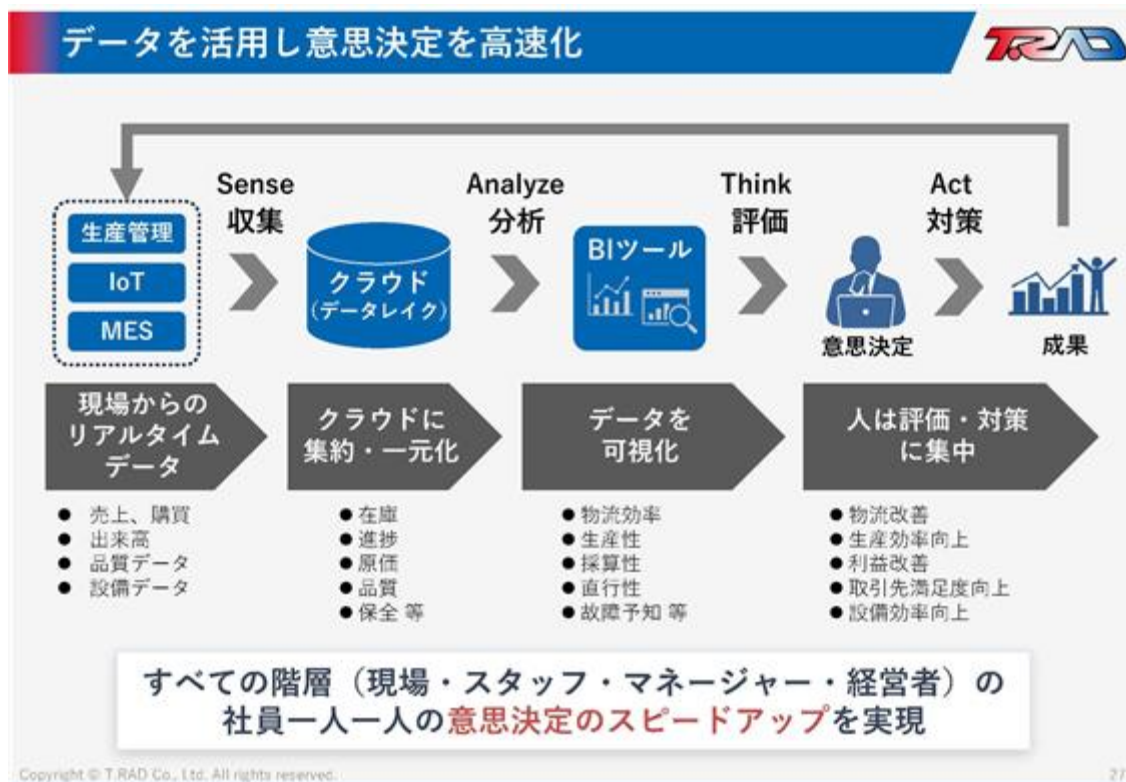 データを活用し意思決定を高速化
T.RAD
Sense
収集
Analyze
分析
Think
評価
Act
対策
生産管理
IoT
MES
クラウド
(データレイク)
BIツール
意思決定
成果
現場からの
リアルタイム
データ
クラウドに
集約・一元化
データを
可視化
人は評価・対策
に集中
● 売上、購買
● 出来高
● 品質データ
● 設備データ
● 在庫
● 進捗
● 原価
● 品質
● 保全 等
● 物流効率
● 生産性
● 採算性
● 直行性
● 故障予知 等
● 物流改善
● 生産効率向上
● 利益改善
● 取引先満足度向上
● 設備効率向上
すべての階層（現場・スタッフ・マネージャー・経営者）の
社員一人一人の意思決定のスピードアップを実現
Copyright © T.RAD Co., Ltd. All rights reserved.
27